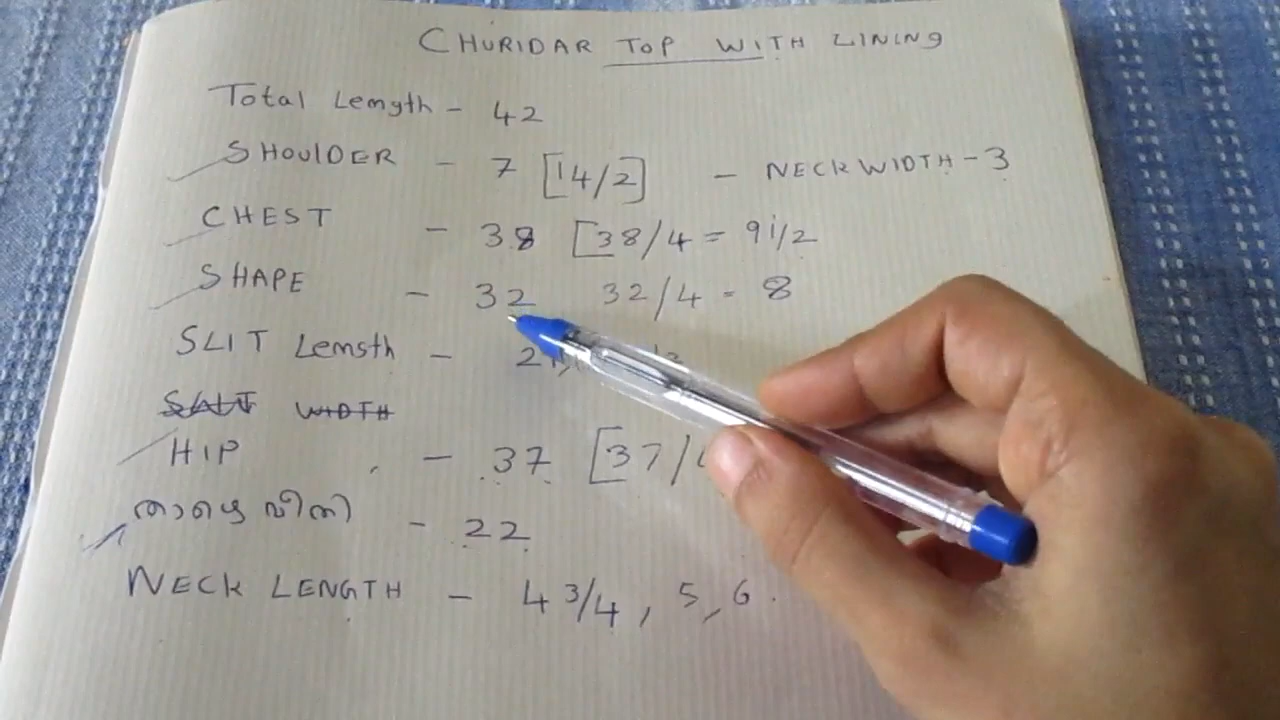 CHURIDAR TOP WITH LINING
Total Length - 42
SHOULDER - 7 [14/2] - NECK WIDTH - 3
CHEST - 38 [38/4 = 9 1/2
SHAPE - 32 32/4 = 8
SLIT Length -
HIP - 37 [37/
താഴെ വീതി - 22
NECK LENGTH - 4 3/4, 5, 6.